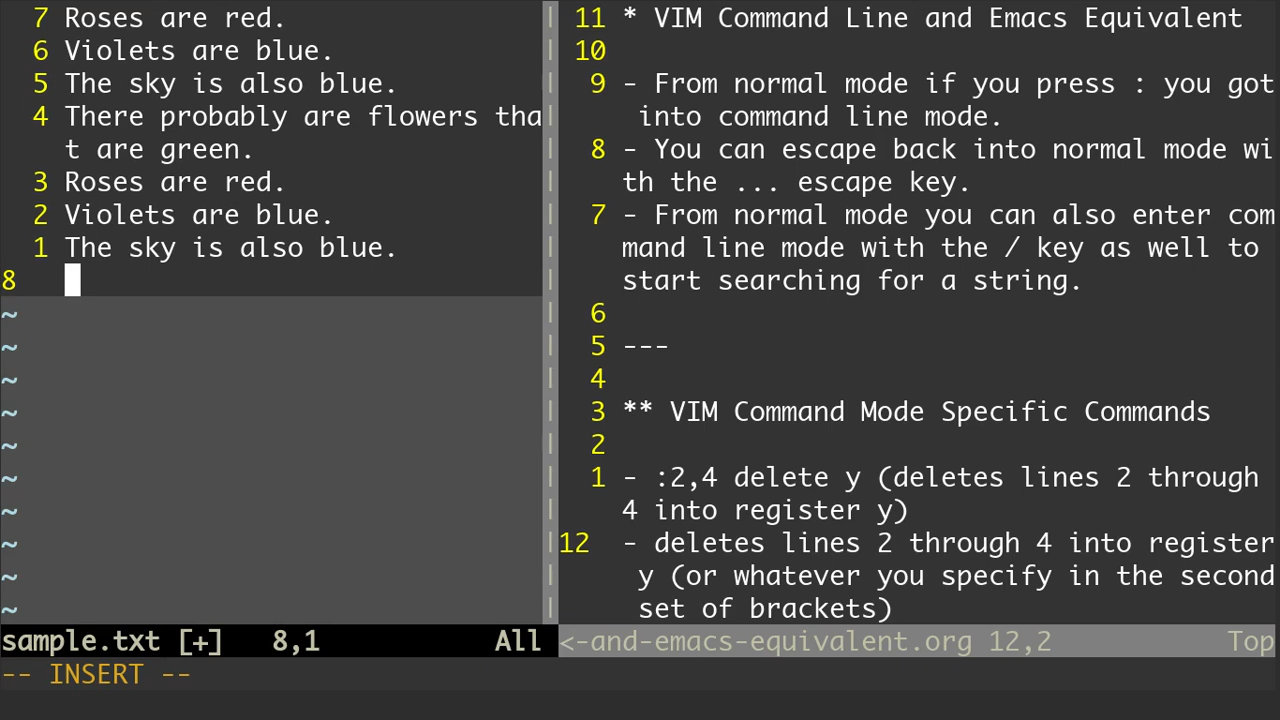 7 Roses are red.
6 Violets are blue.
5 The sky is also blue.
4 There probably are flowers tha
t are green.
3 Roses are red.
2 Violets are blue.
1 The sky is also blue.
8
~
~
~
~
~
~
~
~
~
~
sample.txt [+] 8,1 All
-- INSERT --
11 * VIM Command Line and Emacs Equivalent
10
9 - From normal mode if you press : you got
into command line mode.
8 - You can escape back into normal mode wi
th the ... escape key.
7 - From normal mode you can also enter com
mand line mode with the / key as well to
start searching for a string.
6
5 ---
4
3 ** VIM Command Mode Specific Commands
2
1 - :2,4 delete y (deletes lines 2 through
4 into register y)
12 - deletes lines 2 through 4 into register
y (or whatever you specify in the second
set of brackets)
<-and-emacs-equivalent.org 12,2 Top